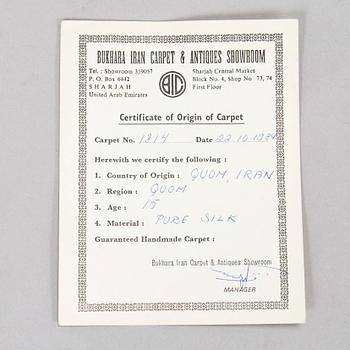 BUKHARA IRAN CARPET & ANTIQUES SHOWROOM
Tel. : Showroom 359057
P. O. Box 6442
SHARJAH
United Arab Emirates
BIC
Sharjah Central Market
Block No. 4, Shop No 73, 74
First Floor
Certificate of Origin of Carpet
Carpet No. 1814 Date 22.10.1984
Herewith we certify the following :
1. Country of Origin : QUOM, IRAN
2. Region : QUOM
3. Age : 15
4. Material : PURE SILK
Guaranteed Handmade Carpet :
Bukhara Iran Carpet & Antiques Showroom
MANAGER